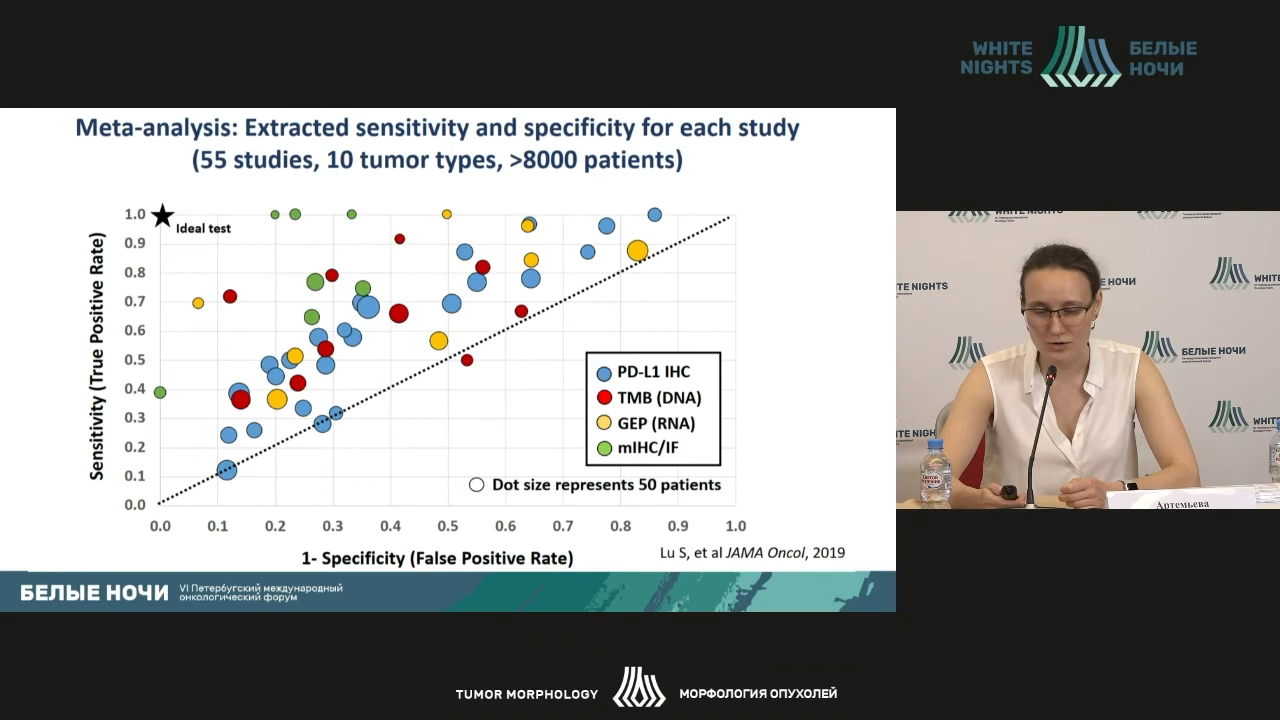 WHITE
NIGHTS
БЕЛЫЕ
НОЧИ
Meta-analysis: Extracted sensitivity and specificity for each study
(55 studies, 10 tumor types, >8000 patients)
Sensitivity (True Positive Rate)
1.0
0.9
0.8
0.7
0.6
0.5
0.4
0.3
0.2
0.1
0.0
Ideal test
PD-L1 IHC
TMB (DNA)
GEP (RNA)
mIHC/IF
Dot size represents 50 patients
0.0 0.1 0.2 0.3 0.4 0.5 0.6 0.7 0.8 0.9 1.0
1- Specificity (False Positive Rate)
Lu S, et al JAMA Oncol, 2019
БЕЛЫЕ НОЧИ
VI Петербургский международный
онкологический форум
БЕЛЫЕ НОЧИ
Артемьева
TUMOR MORPHOLOGY
МОРФОЛОГИЯ ОПУХОЛЕЙ